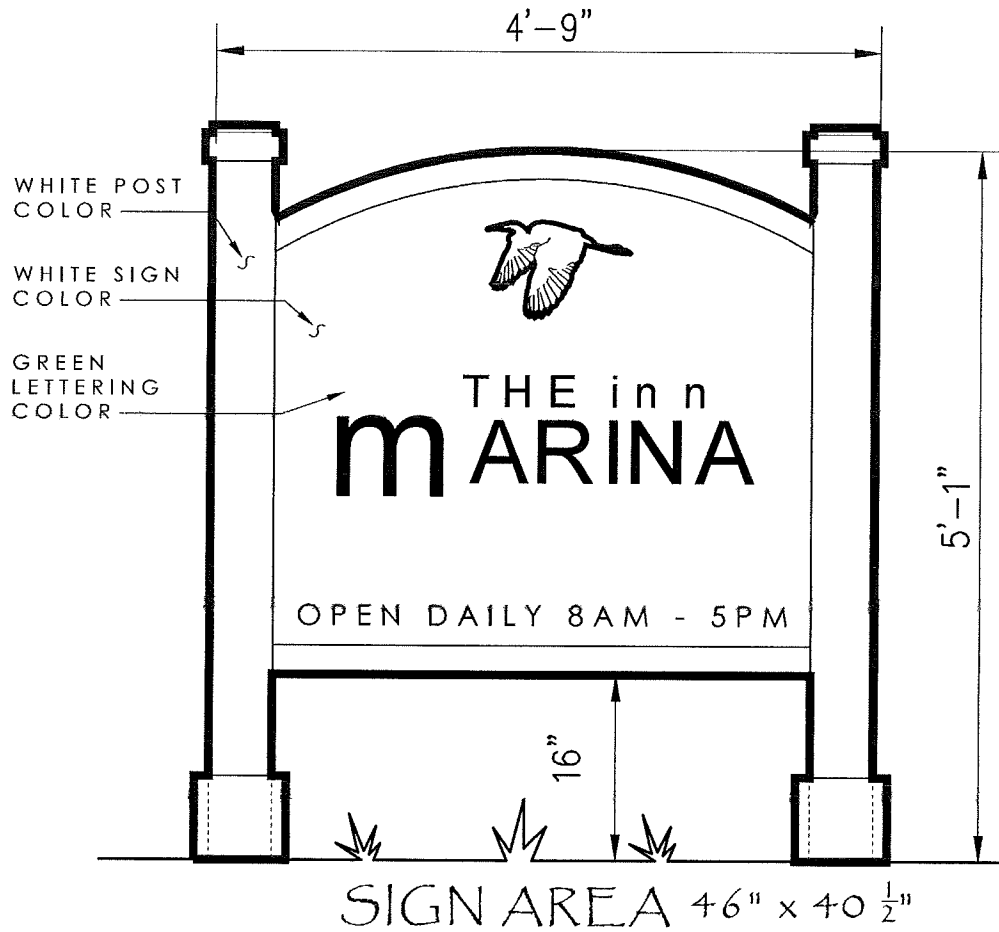 4'–9"
WHITE POST
COLOR
WHITE SIGN
COLOR
GREEN
LETTERING
COLOR
THE inn
mARINA
5'–1"
OPEN DAILY 8AM - 5PM
16"
SIGN AREA 46" x 40 ½"